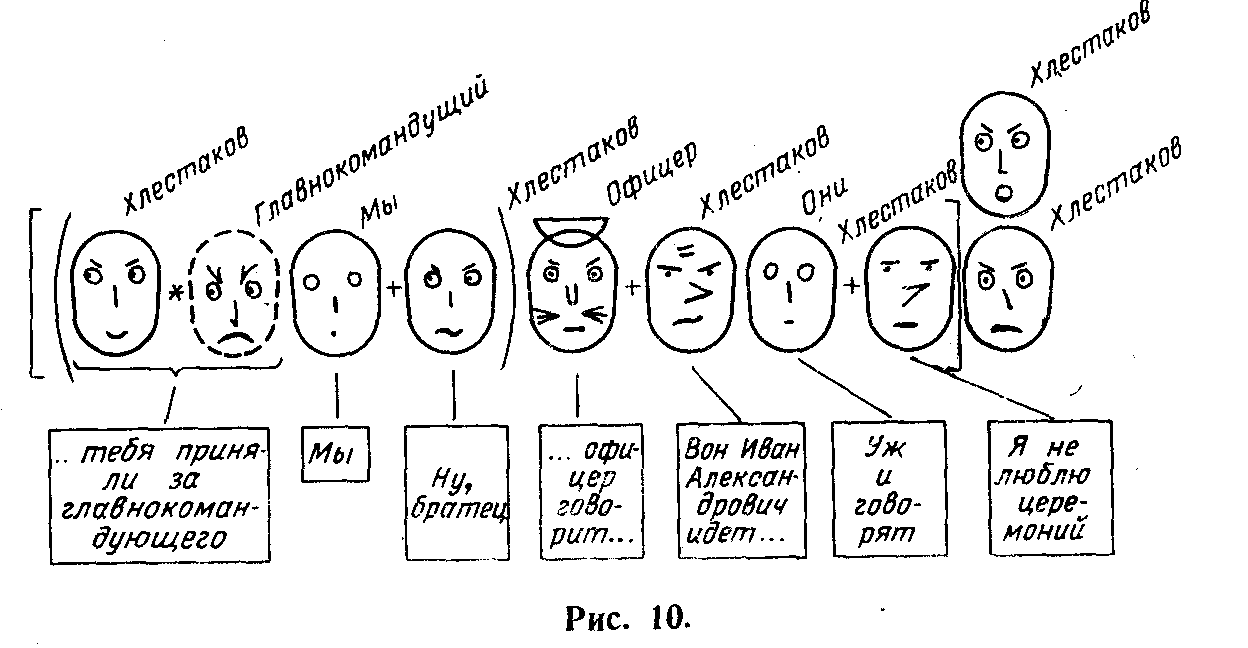 Хлестаков
Главнокомандущий
Мы
Хлестаков
Офицер
Хлестаков
Они
Хлестаков
Хлестаков
Хлестаков
[
(
*
+
)
+
+
]
.. тебя приня-
ли за
главнокоман-
дующего
Мы
Ну,
братец
... офи-
цер
гово-
рит...
Вон Иван
Алексан-
дрович
идет...
Уж
и
гово-
рят
Я не
люблю
цере-
моний
Рис. 10.